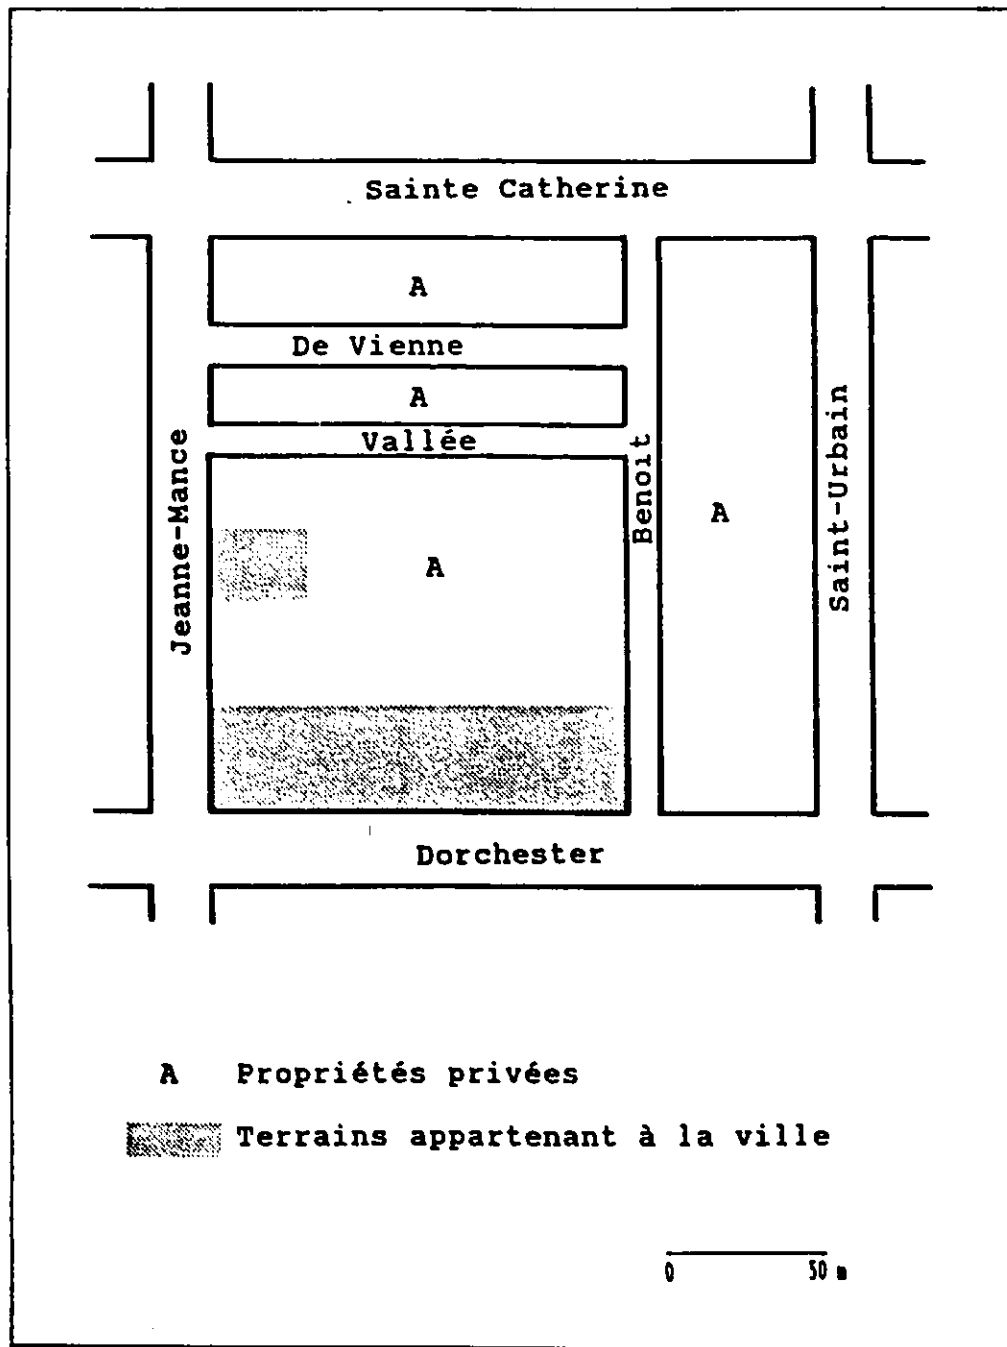 Sainte Catherine
A
De Vienne
A
Vallée
Jeanne-Mance
Benoit
Saint-Urbain
A
A
Dorchester
A Propriétés privées
Terrains appartenant à la ville
0 50 m